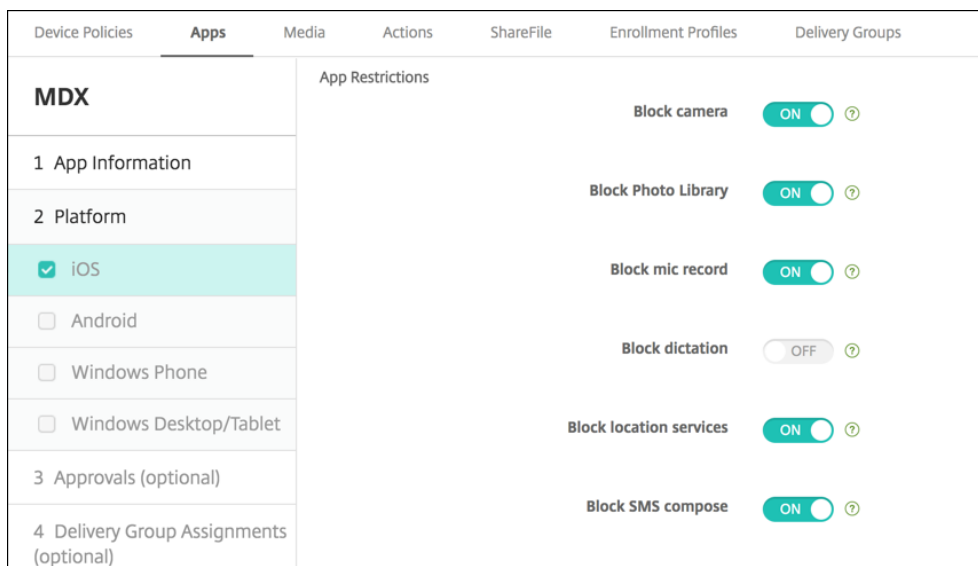 Device Policies Apps Media Actions ShareFile Enrollment Profiles Delivery Groups
MDX
1 App Information
2 Platform
iOS
Android
Windows Phone
Windows Desktop/Tablet
3 Approvals (optional)
4 Delivery Group Assignments
(optional)
App Restrictions
Block camera ON ?
Block Photo Library ON ?
Block mic record ON ?
Block dictation OFF ?
Block location services ON ?
Block SMS compose ON ?